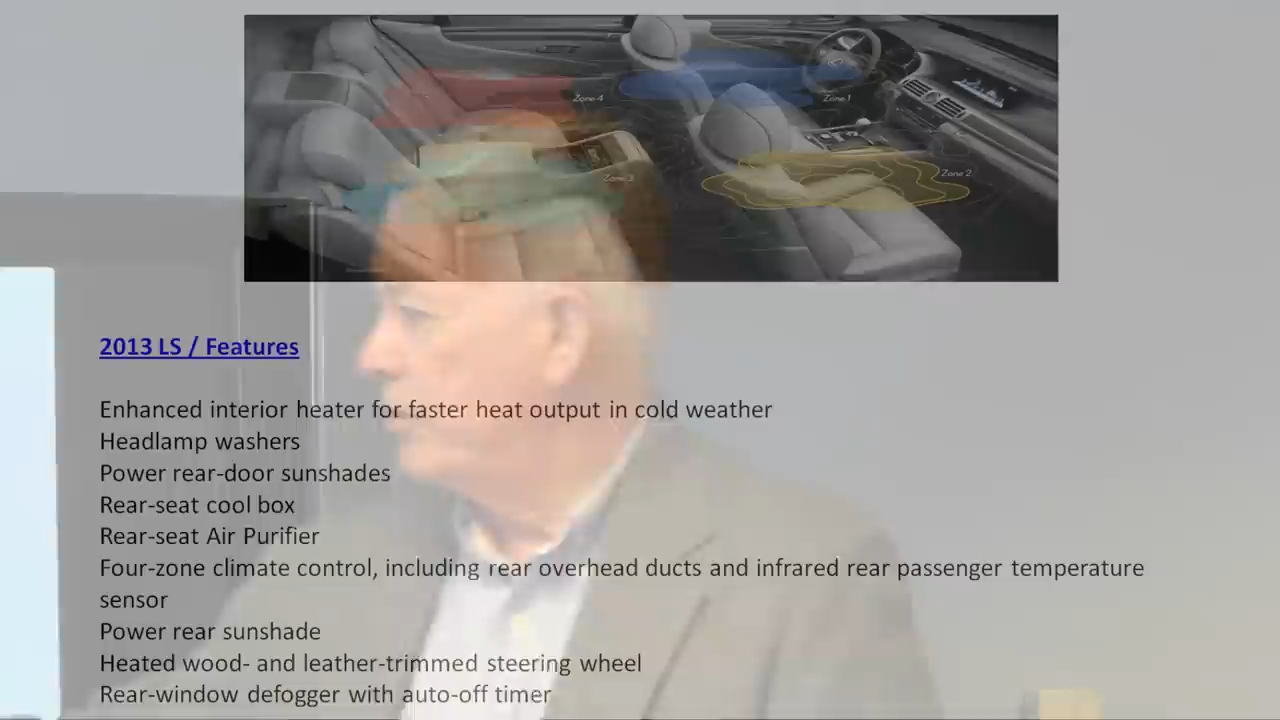 Zone 4
Zone 1
Zone 3
Zone 2
2013 LS / Features
Enhanced interior heater for faster heat output in cold weather
Headlamp washers
Power rear-door sunshades
Rear-seat cool box
Rear-seat Air Purifier
Four-zone climate control, including rear overhead ducts and infrared rear passenger temperature
sensor
Power rear sunshade
Heated wood- and leather-trimmed steering wheel
Rear-window defogger with auto-off timer